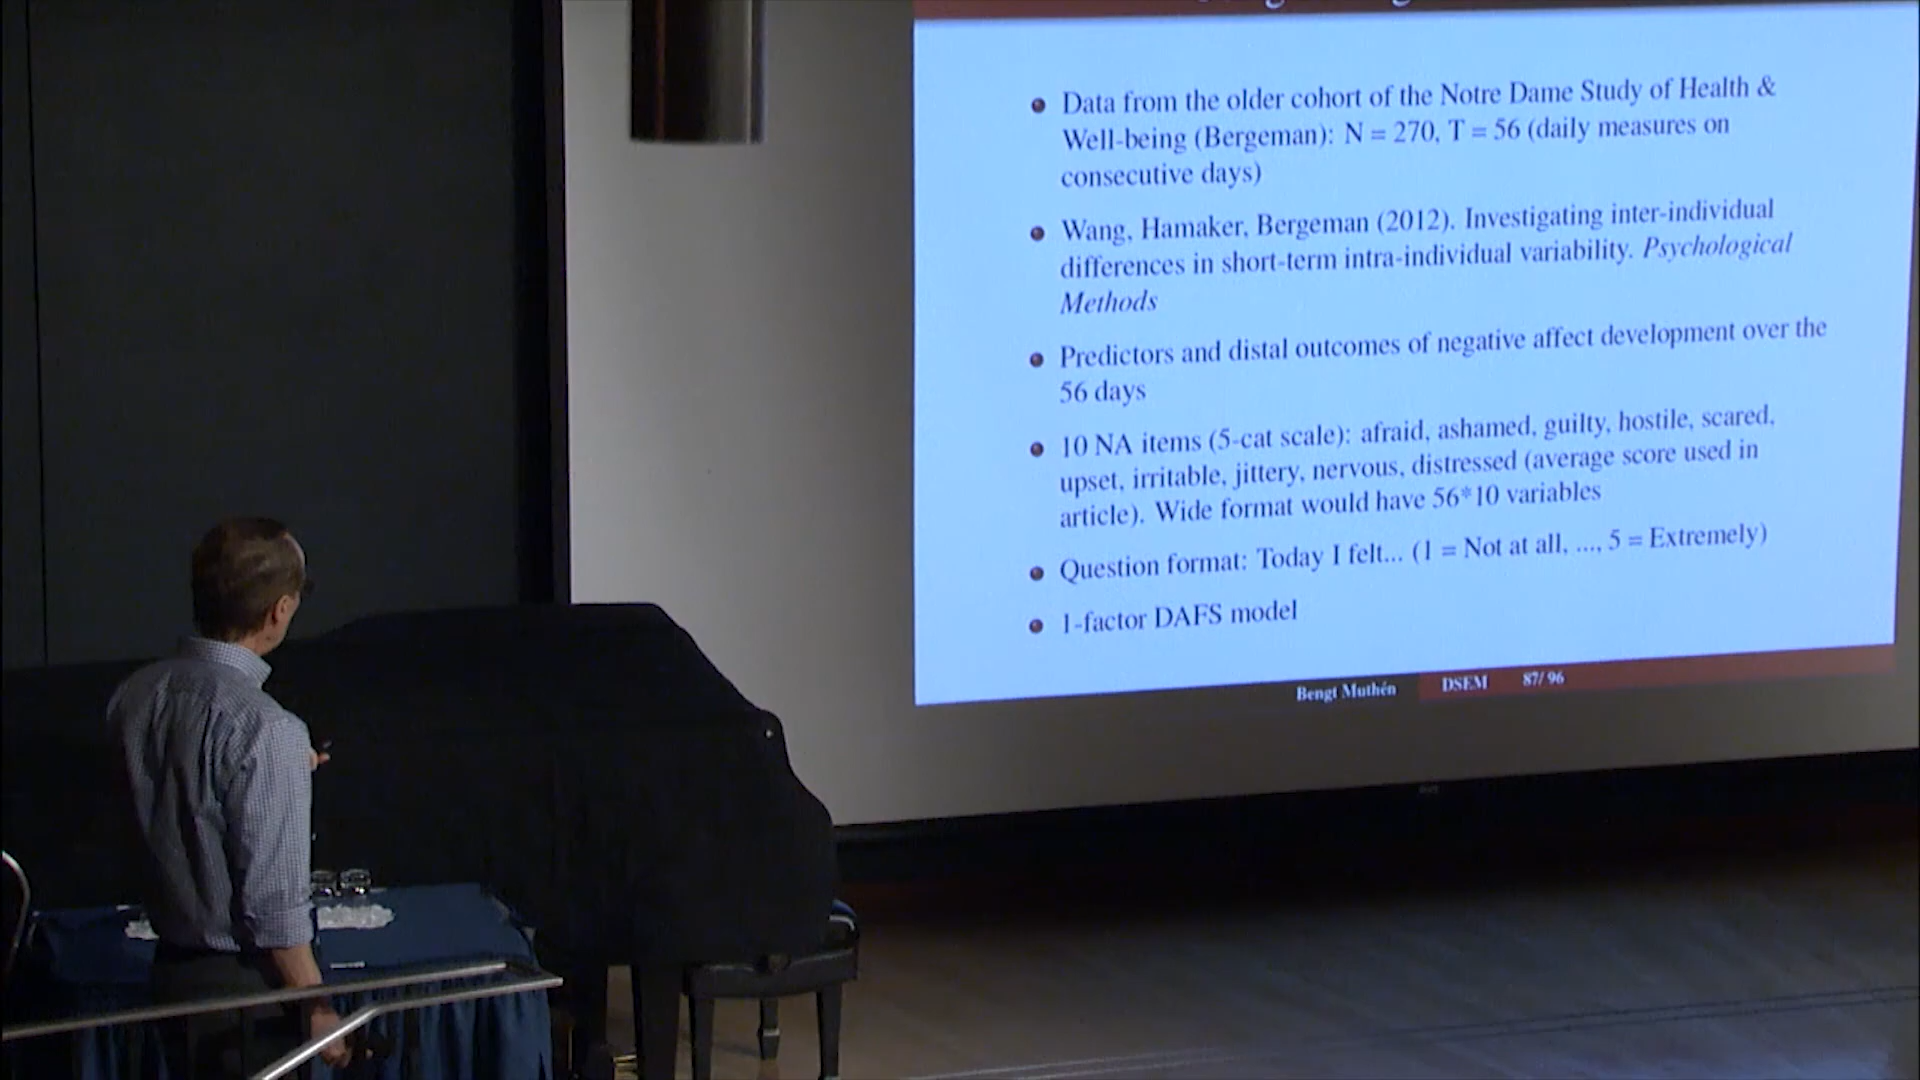 Data from the older cohort of the Notre Dame Study of Health &
Well-being (Bergeman): N = 270, T = 56 (daily measures on
consecutive days)
Wang, Hamaker, Bergeman (2012). Investigating inter-individual
differences in short-term intra-individual variability. Psychological
Methods
Predictors and distal outcomes of negative affect development over the
56 days
10 NA items (5-cat scale): afraid, ashamed, guilty, hostile, scared,
upset, irritable, jittery, nervous, distressed (average score used in
article). Wide format would have 56*10 variables
Question format: Today I felt... (1 = Not at all, ..., 5 = Extremely)
1-factor DAFS model
Bengt Muthén DSEM 87/ 96